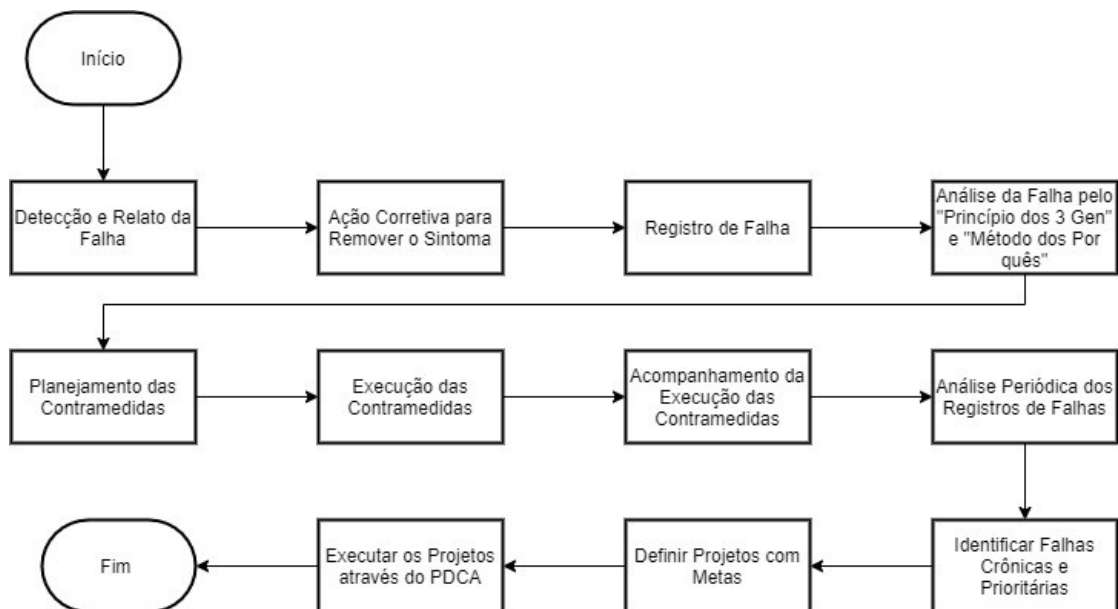 Início
Detecção e Relato da
Falha
Ação Corretiva para
Remover o Sintoma
Registro de Falha
Análise da Falha pelo
"Princípio dos 3 Gen"
e "Método dos Por
quês"
Planejamento das
Contramedidas
Execução das
Contramedidas
Acompanhamento da
Execução das
Contramedidas
Análise Periódica dos
Registros de Falhas
Identificar Falhas
Crônicas e
Prioritárias
Definir Projetos com
Metas
Executar os Projetos
através do PDCA
Fim